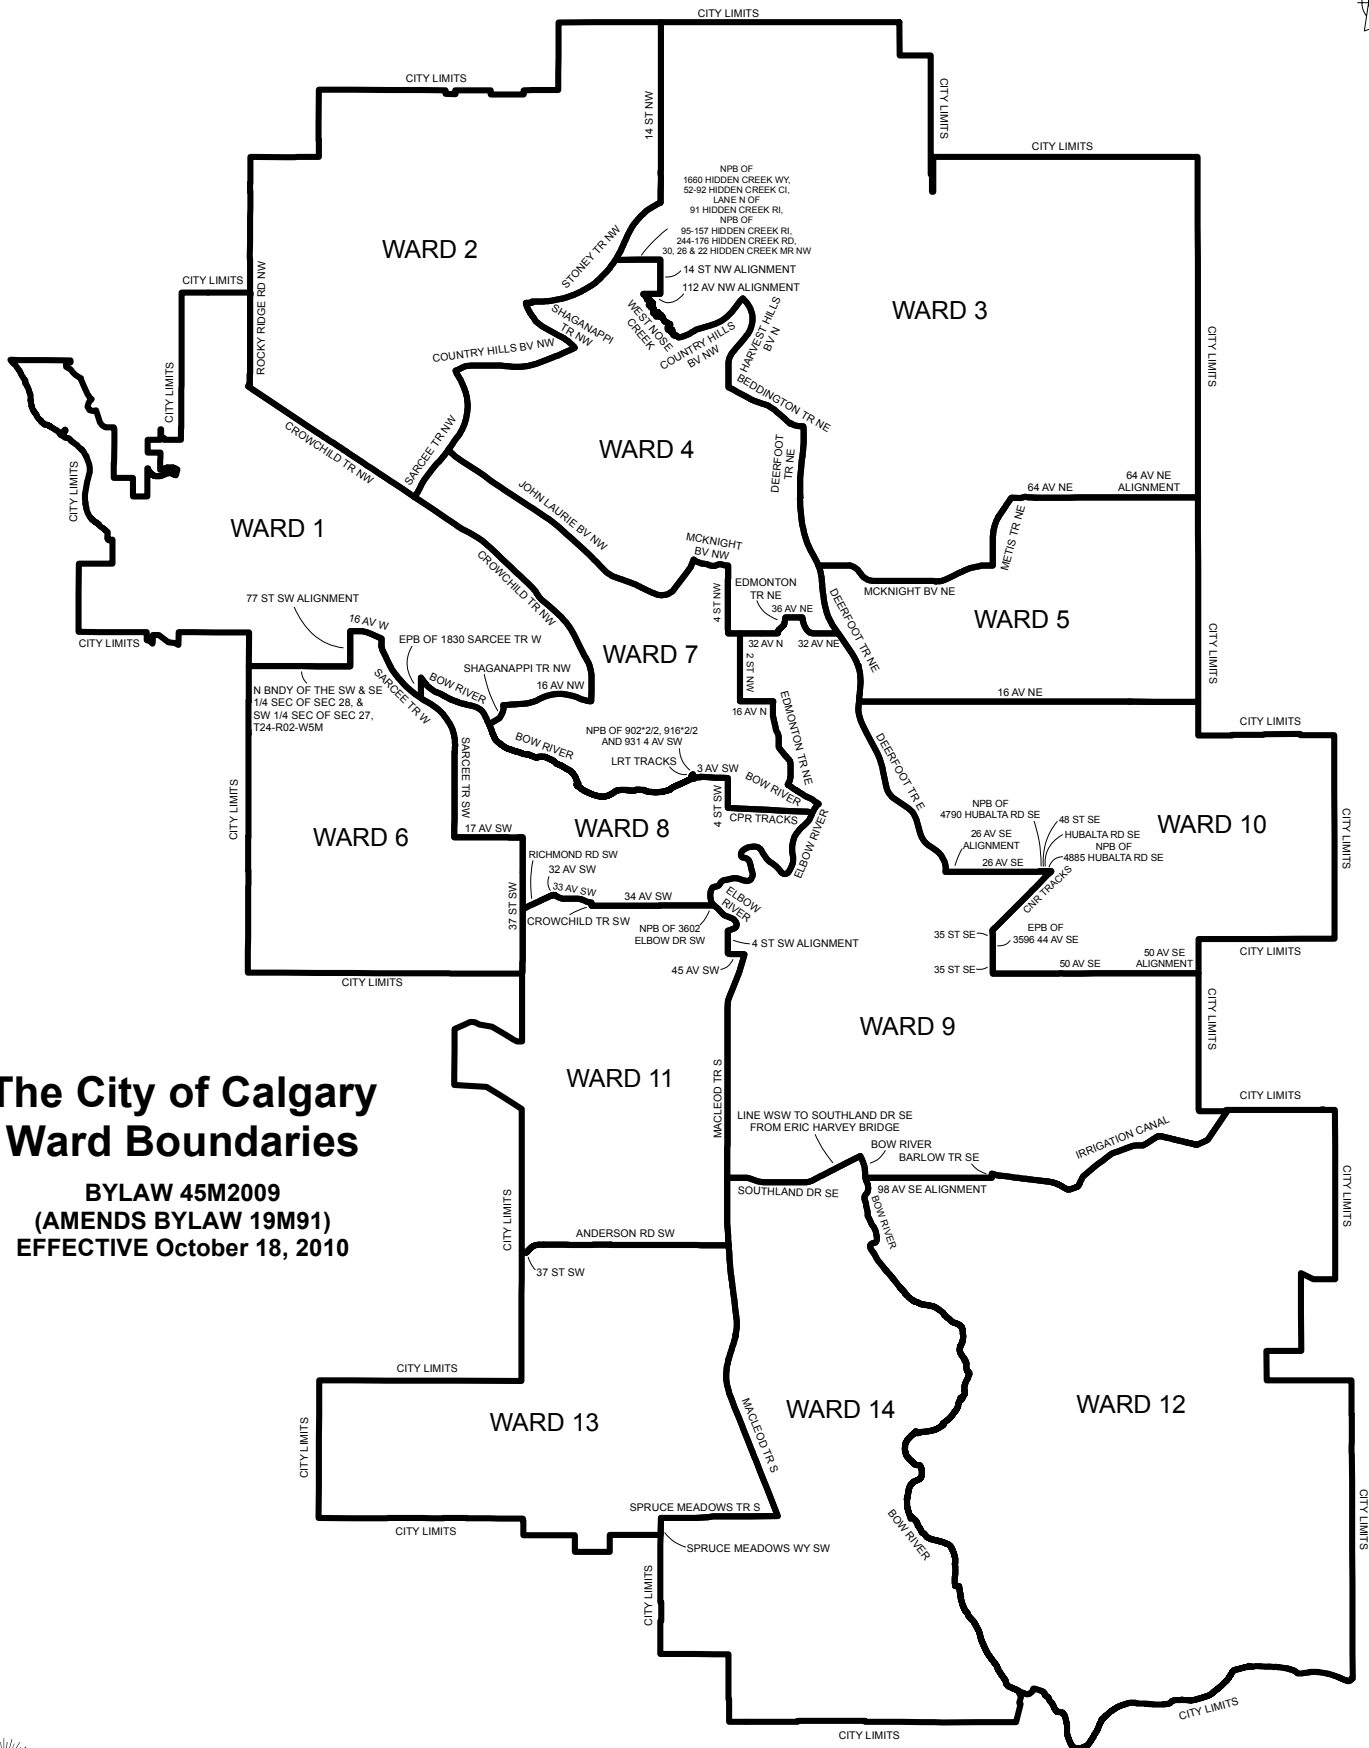 CITY LIMITS
CITY LIMITS
CITY LIMITS
14 ST NW
CITY LIMITS
NPB OF
1660 HIDDEN CREEK WY,
52-92 HIDDEN CREEK CI,
LANE N OF
91 HIDDEN CREEK RI,
NPB OF
95-157 HIDDEN CREEK RI,
244-176 HIDDEN CREEK RD,
30, 26 & 22 HIDDEN CREEK MR NW
WARD 2
STONEY TR NW
14 ST NW ALIGNMENT
112 AV NW ALIGNMENT
CITY LIMITS
ROCKY RIDGE RD NW
WARD 3
SHAGANAPPI
TR NW
WEST NOSE
CREEK
COUNTRY HILLS
BV NW
HARVEST HILLS
BV N
COUNTRY HILLS BV NW
CITY LIMITS
CITY LIMITS
BEDDINGTON TR NE
CROWCHILD TR NW
SARCEE TR NW
WARD 4
DEERFOOT
TR NE
CITY LIMITS
JOHN LAURIE BV NW
64 AV NE
64 AV NE
ALIGNMENT
WARD 1
METIS TR NE
MCKNIGHT
BV NW
CROWCHILD TR NW
EDMONTON
TR NE
MCKNIGHT BV NE
77 ST SW ALIGNMENT
4 ST NW
36 AV NE
DEERFOOT TR NE
WARD 5
16 AV W
CITY LIMITS
EPB OF 1830 SARCEE TR W
32 AV N
32 AV NE
CITY LIMITS
WARD 7
SHAGANAPPI TR NW
2 ST NW
N BNDY OF THE SW & SE
1/4 SEC OF SEC 28, &
SW 1/4 SEC OF SEC 27,
T24-R02-W5M
SARCEE TR W
BOW RIVER
16 AV NW
16 AV NE
16 AV N
EDMONTON TR NE
CITY LIMITS
NPB OF 902*2/2, 916*2/2
AND 931 4 AV SW
BOW RIVER
LRT TRACKS
3 AV SW
BOW RIVER
DEERFOOT TR E
SARCEE TR SW
CITY LIMITS
4 ST SW
CPR TRACKS
NPB OF
4790 HUBALTA RD SE
48 ST SE
HUBALTA RD SE
NPB OF
4885 HUBALTA RD SE
WARD 6
17 AV SW
WARD 8
WARD 10
CITY LIMITS
ELBOW RIVER
26 AV SE
ALIGNMENT
26 AV SE
RICHMOND RD SW
32 AV SW
33 AV SW
34 AV SW
ELBOW
RIVER
CNR TRACKS
37 ST SW
CROWCHILD TR SW
NPB OF 3602
ELBOW DR SW
4 ST SW ALIGNMENT
35 ST SE
EPB OF
3596 44 AV SE
45 AV SW
35 ST SE
50 AV SE
50 AV SE
ALIGNMENT
CITY LIMITS
CITY LIMITS
WARD 9
CITY LIMITS
WARD 11
The City of Calgary
Ward Boundaries
MACLEOD TR S
CITY LIMITS
LINE WSW TO SOUTHLAND DR SE
FROM ERIC HARVEY BRIDGE
BOW RIVER
BARLOW TR SE
IRRIGATION CANAL
BYLAW 45M2009
(AMENDS BYLAW 19M91)
EFFECTIVE October 18, 2010
SOUTHLAND DR SE
98 AV SE ALIGNMENT
CITY LIMITS
CITY LIMITS
BOW RIVER
ANDERSON RD SW
37 ST SW
CITY LIMITS
WARD 13
WARD 14
WARD 12
CITY LIMITS
MACLEOD TR S
SPRUCE MEADOWS TR S
CITY LIMITS
SPRUCE MEADOWS WY SW
BOW RIVER
CITY LIMITS
CITY LIMITS
CITY LIMITS
CITY LIMITS